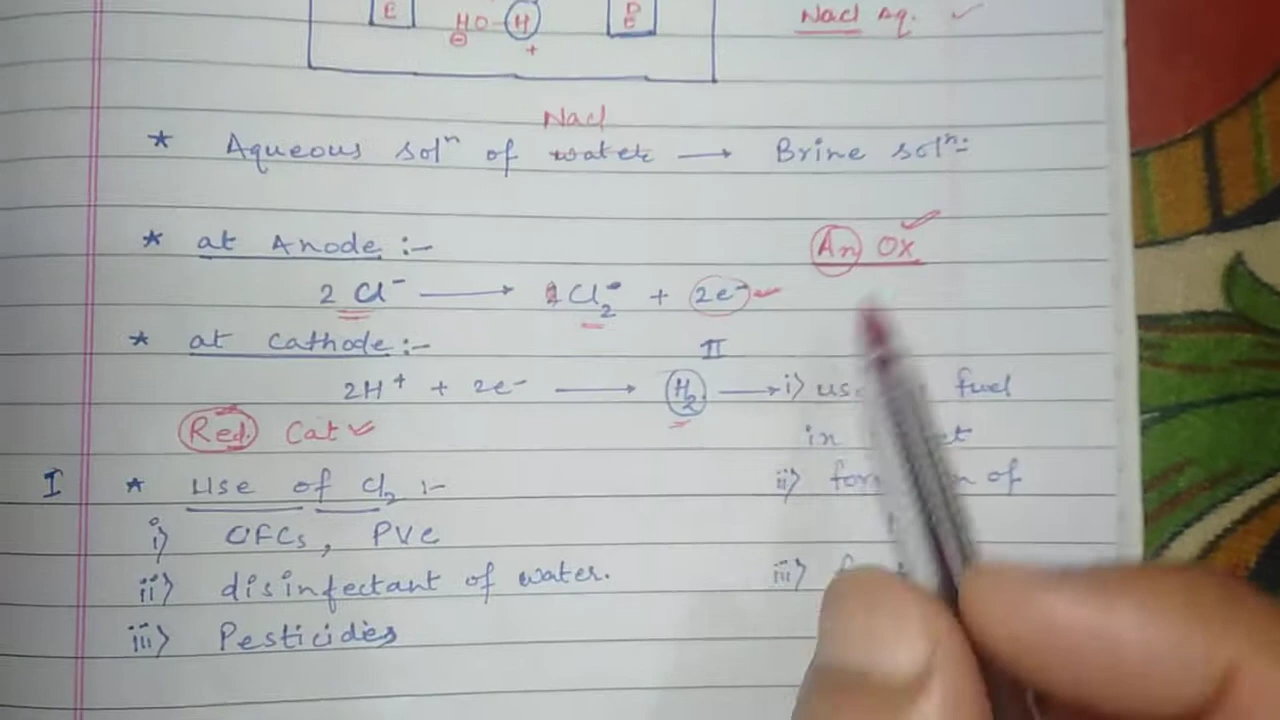 E HO- H + DE Nacl Aq. ✓
Nacl
* Aqueous solⁿ of water → Brine solⁿ:-
* at Anode :- An Ox ✓
2 Cl⁻ → Cl₂ + 2e⁻ ✓
* at Cathode :- II
2H⁺ + 2e⁻ → H₂ → i) fuel
Red. Cat ✓ in
I * Use of Cl₂ :- ii) of
i) CFCs, PVC
ii) disinfectant of water. iii)
iii) Pesticides